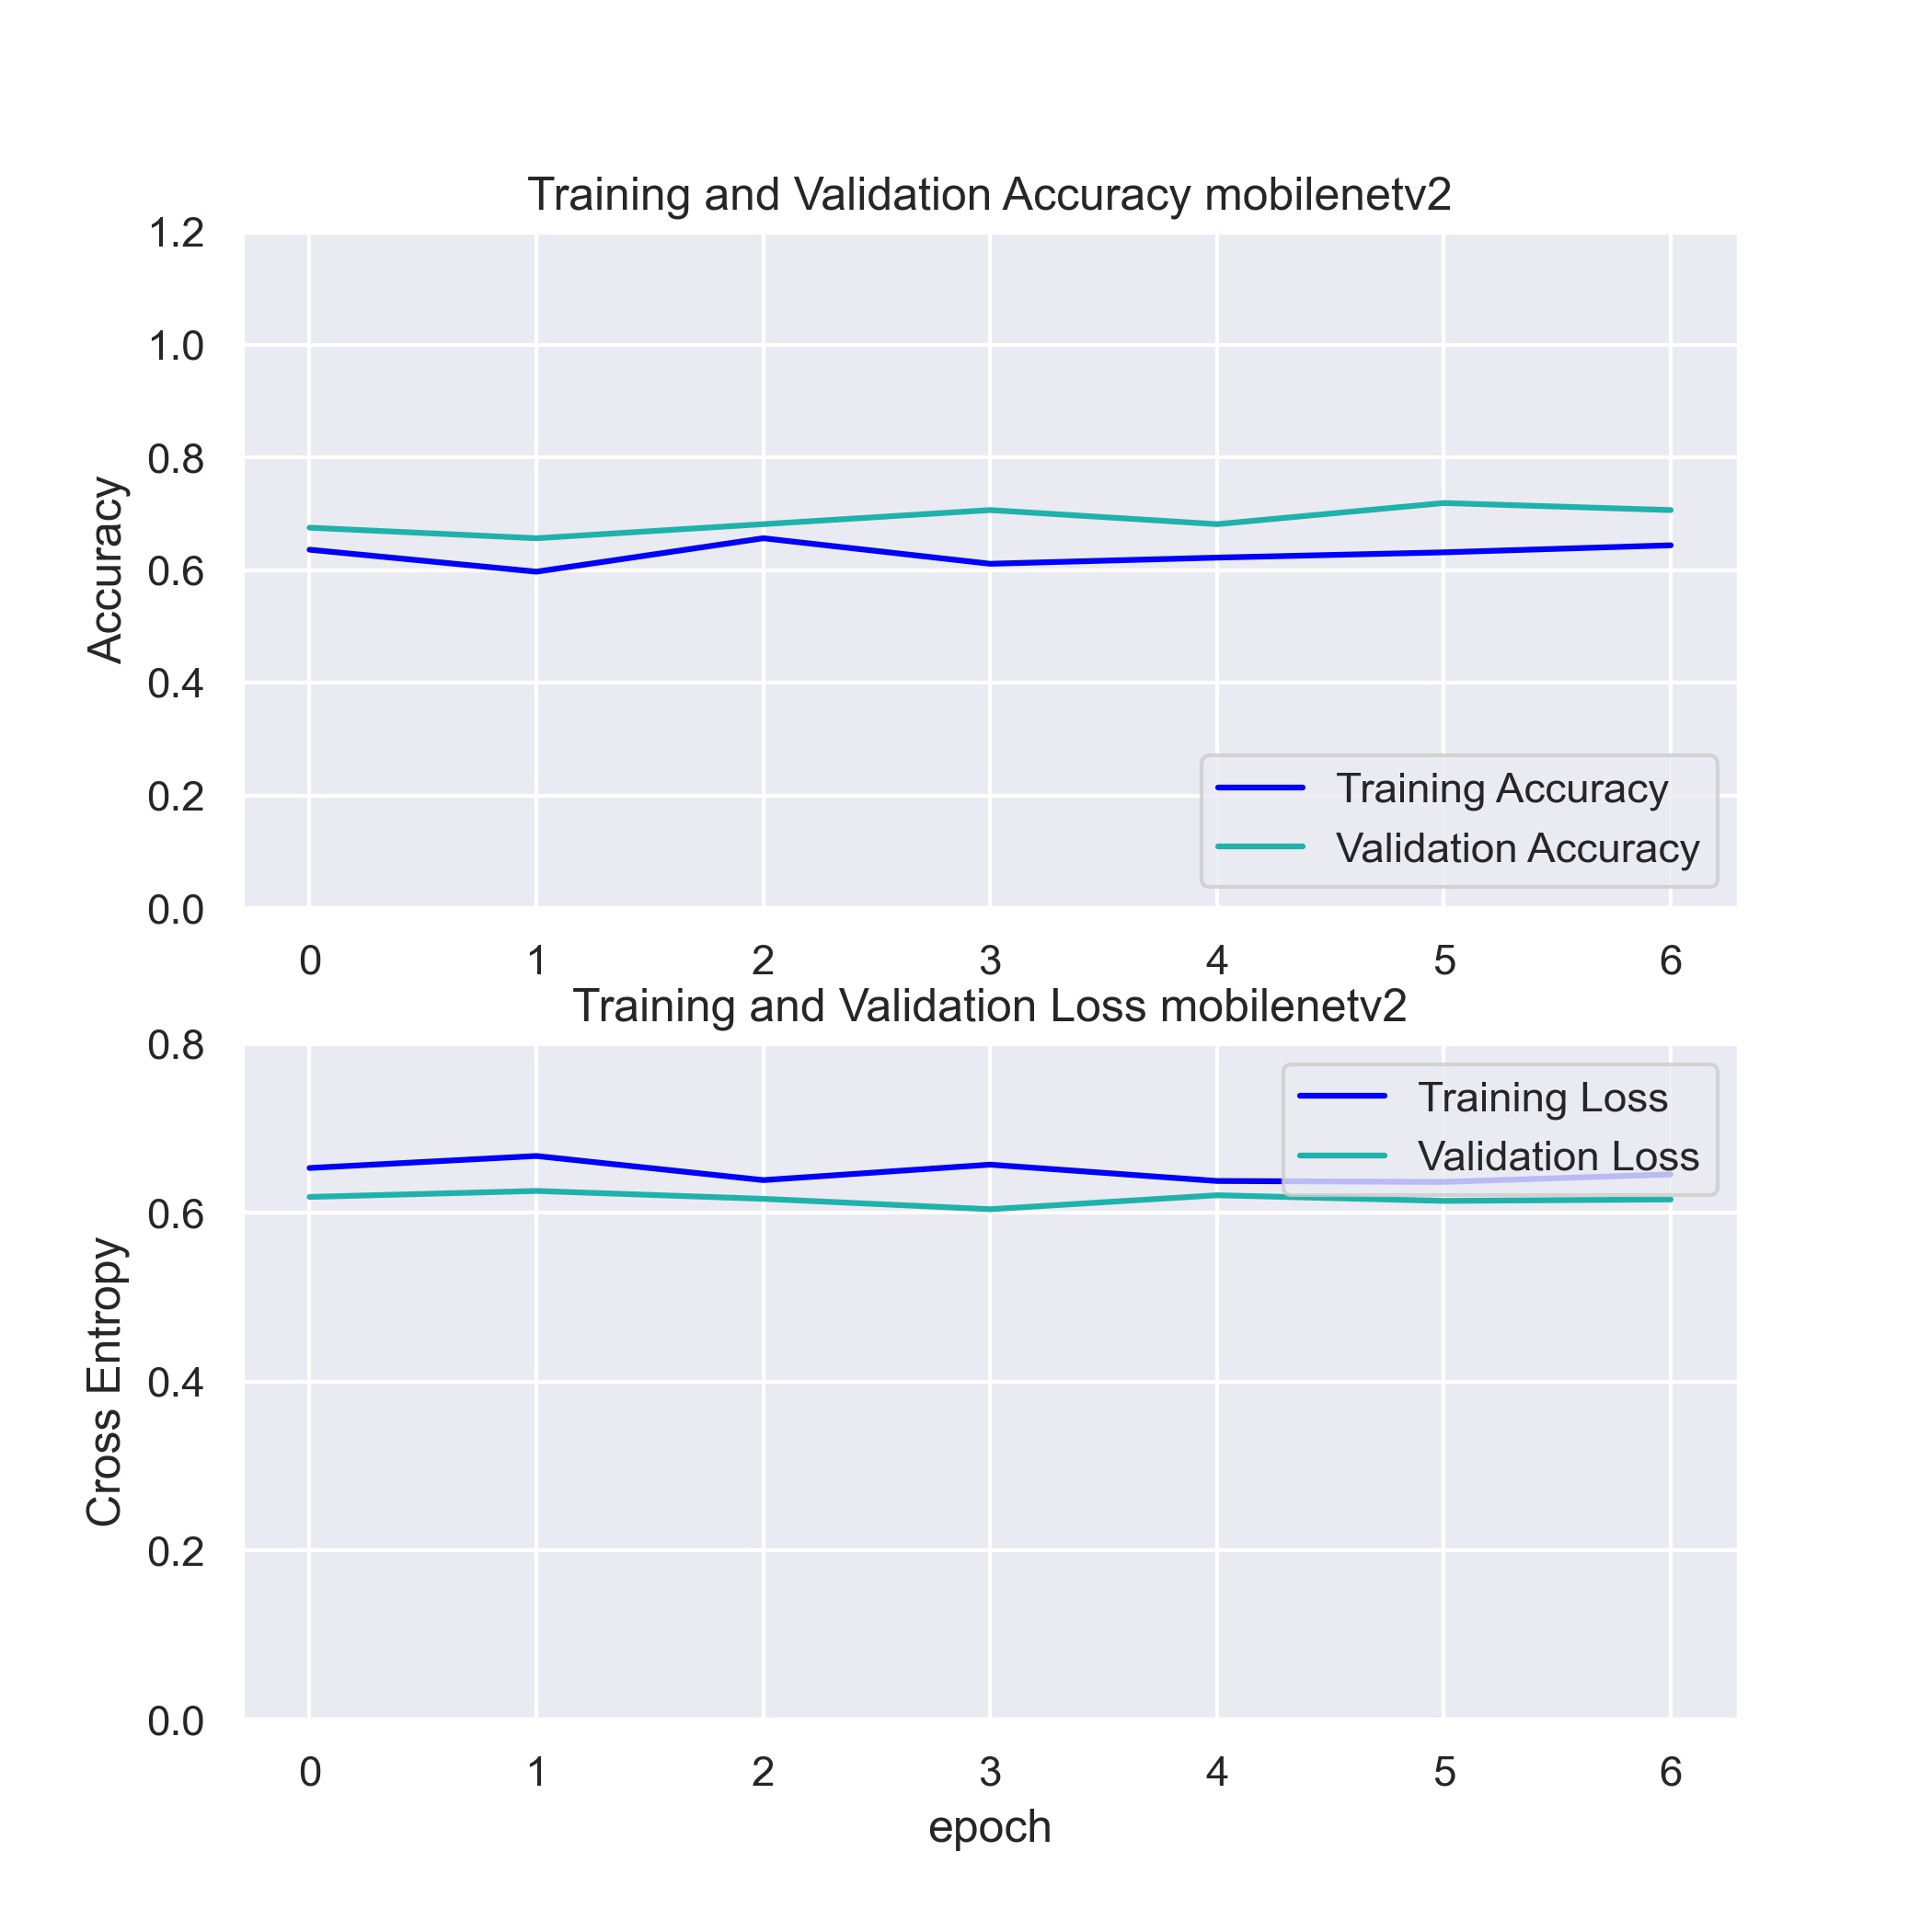 Training and Validation Accuracy mobilenetv2
1.2
1.0
0.8
0.6
0.4
0.2
0.0
Accuracy
Training Accuracy
Validation Accuracy
0 1 2 3 4 5 6
Training and Validation Loss mobilenetv2
0.8
0.6
0.4
0.2
0.0
Cross Entropy
Training Loss
Validation Loss
0 1 2 3 4 5 6
epoch